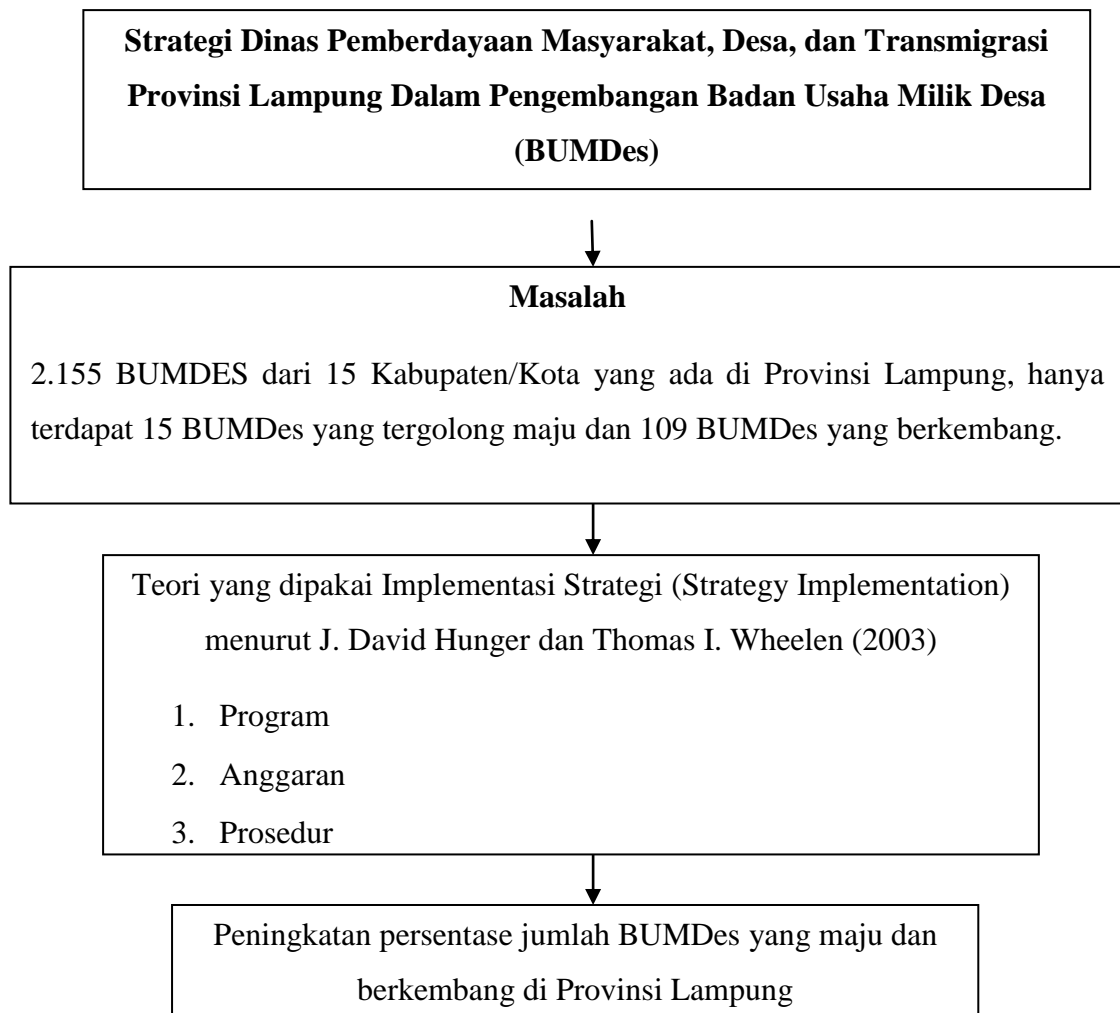 Strategi Dinas Pemberdayaan Masyarakat, Desa, dan Transmigrasi
Provinsi Lampung Dalam Pengembangan Badan Usaha Milik Desa
(BUMDes)
Masalah
2.155 BUMDES dari 15 Kabupaten/Kota yang ada di Provinsi Lampung, hanya
terdapat 15 BUMDes yang tergolong maju dan 109 BUMDes yang berkembang.
Teori yang dipakai Implementasi Strategi (Strategy Implementation)
menurut J. David Hunger dan Thomas I. Wheelen (2003)
1. Program
2. Anggaran
3. Prosedur
Peningkatan persentase jumlah BUMDes yang maju dan
berkembang di Provinsi Lampung